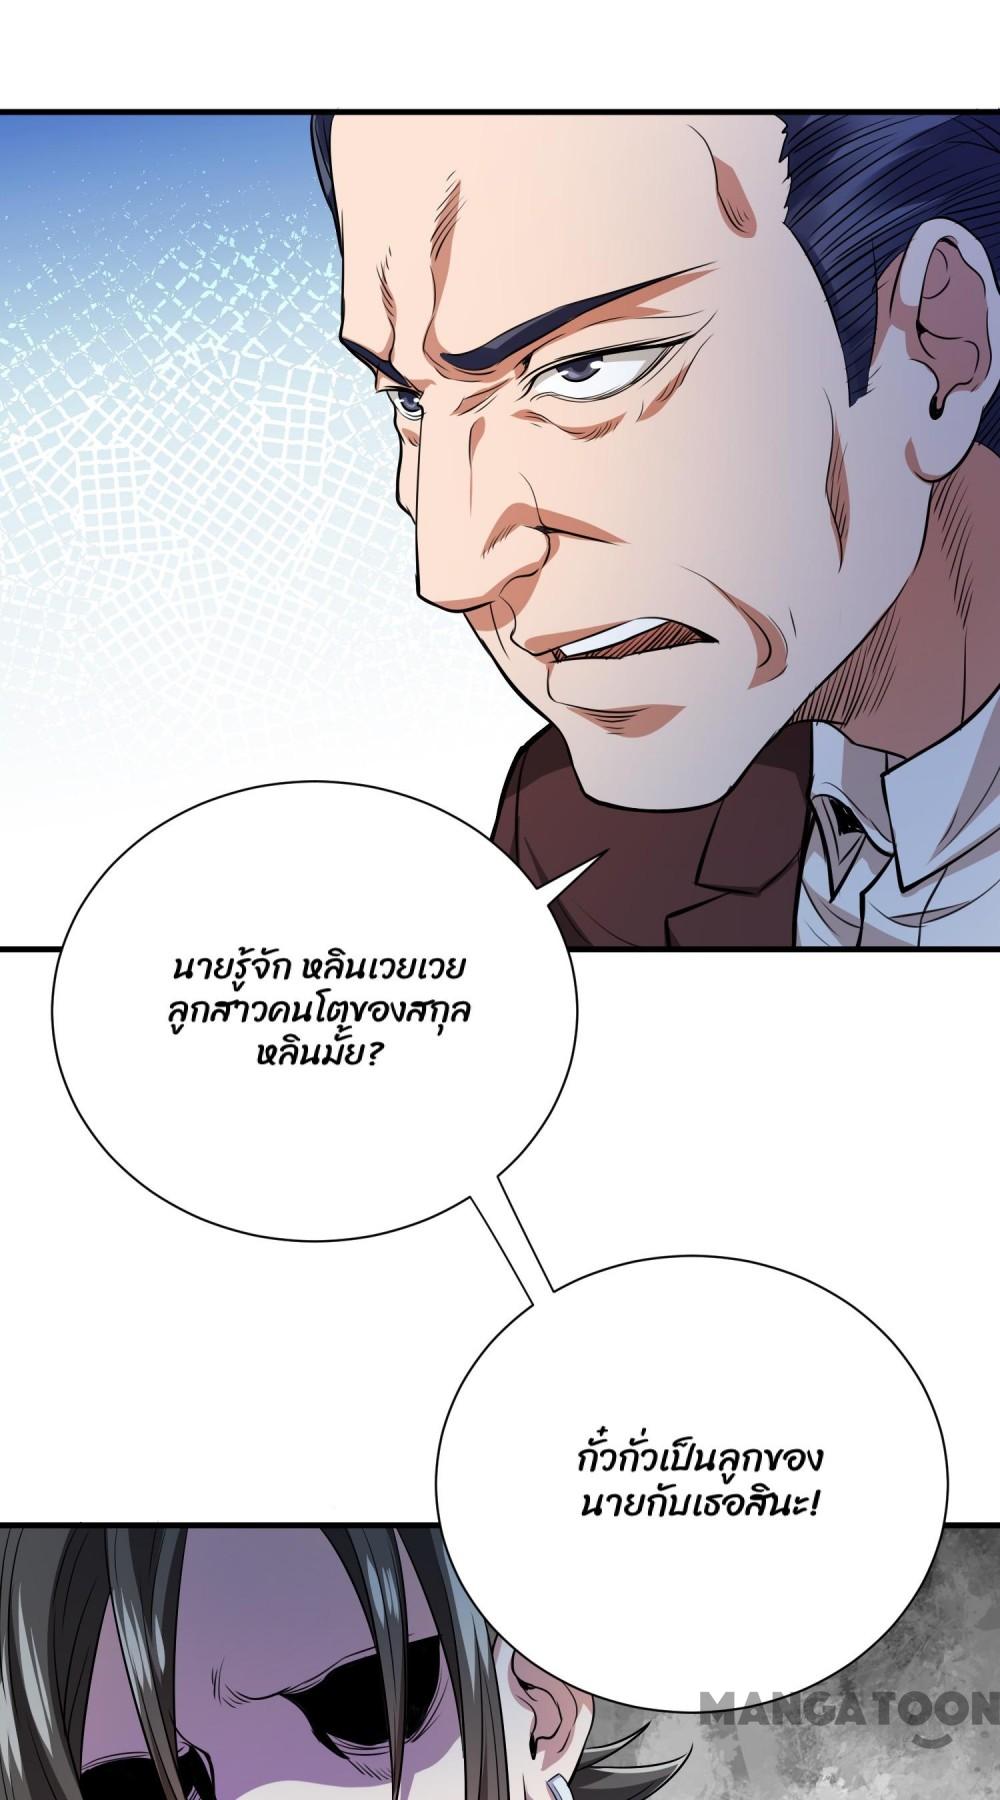 นายรู้จัก หลินเวยเวย
ลูกสาวคนโตของสกุล
หลินมั้ย?
กั๋วกั่วเป็นลูกของ
นายกับเธอสินะ!
MANGATOON